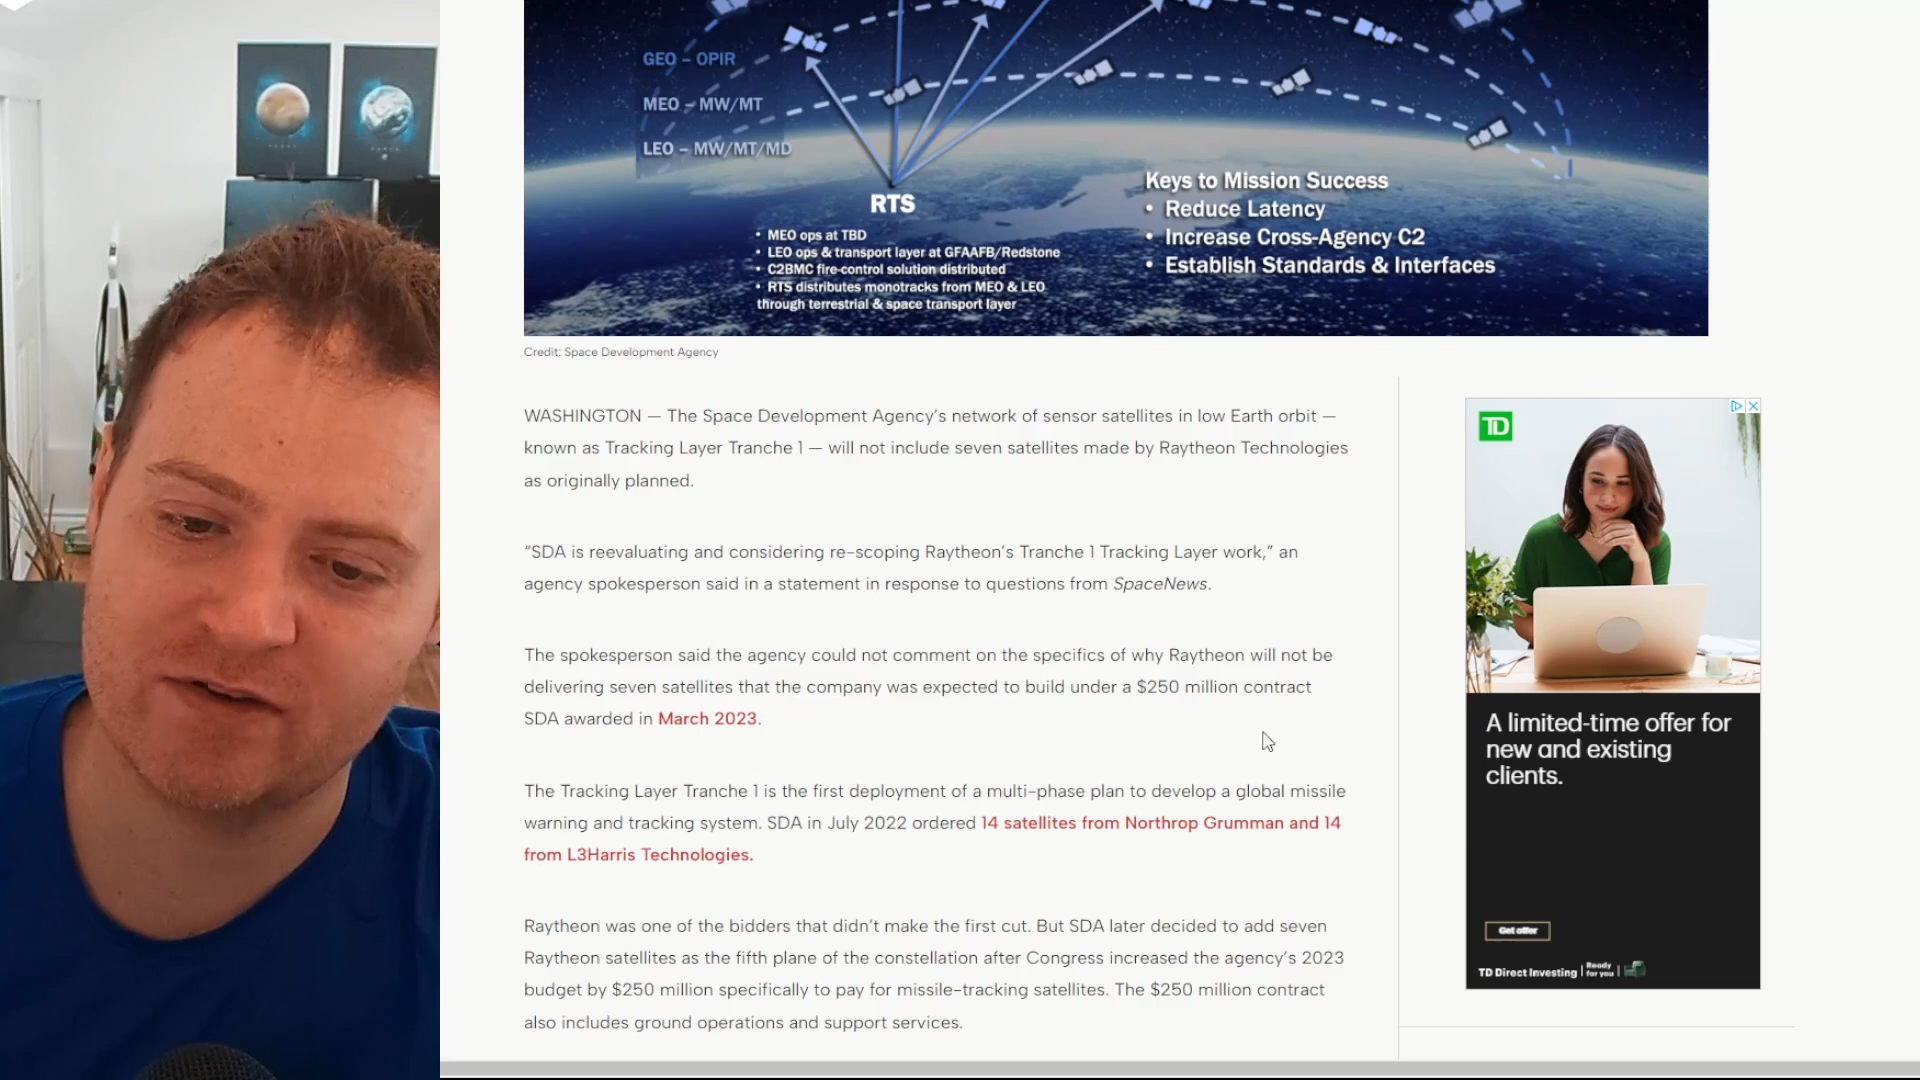 GEO – OPIR
MEO – MW/MT
LEO – MW/MT/MD
RTS
• MEO ops at TBD
• LEO ops & transport layer at GFAAFB/Redstone
• C2BMC fire-control solution distributed
• RTS distributes monotracks from MEO & LEO
through terrestrial & space transport layer
Keys to Mission Success
• Reduce Latency
• Increase Cross-Agency C2
• Establish Standards & Interfaces
Credit: Space Development Agency
WASHINGTON — The Space Development Agency’s network of sensor satellites in low Earth orbit —
known as Tracking Layer Tranche 1 — will not include seven satellites made by Raytheon Technologies
as originally planned.
“SDA is reevaluating and considering re-scoping Raytheon’s Tranche 1 Tracking Layer work,” an
agency spokesperson said in a statement in response to questions from SpaceNews.
The spokesperson said the agency could not comment on the specifics of why Raytheon will not be
delivering seven satellites that the company was expected to build under a $250 million contract
SDA awarded in March 2023.
The Tracking Layer Tranche 1 is the first deployment of a multi-phase plan to develop a global missile
warning and tracking system. SDA in July 2022 ordered 14 satellites from Northrop Grumman and 14
from L3Harris Technologies.
Raytheon was one of the bidders that didn’t make the first cut. But SDA later decided to add seven
Raytheon satellites as the fifth plane of the constellation after Congress increased the agency’s 2023
budget by $250 million specifically to pay for missile-tracking satellites. The $250 million contract
also includes ground operations and support services.
TD
A limited-time offer for
new and existing
clients.
Get offer
TD Direct Investing
Ready
for you